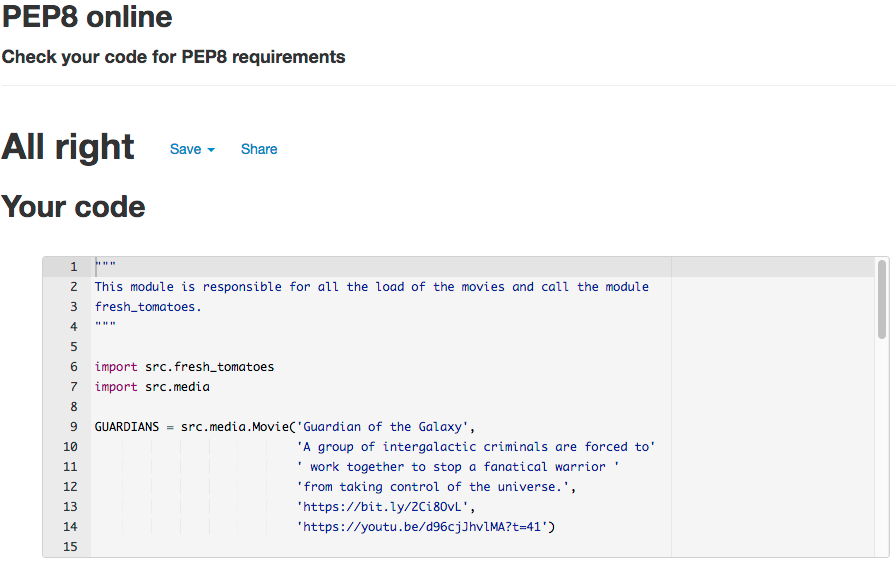 PEP8 online
Check your code for PEP8 requirements
All right Save Share
Your code
1 """
2 This module is responsible for all the load of the movies and call the module
3 fresh_tomatoes.
4 """
5
6 import src.fresh_tomatoes
7 import src.media
8
9 GUARDIANS = src.media.Movie('Guardian of the Galaxy',
10 'A group of intergalactic criminals are forced to'
11 ' work together to stop a fanatical warrior '
12 'from taking control of the universe.',
13 'https://bit.ly/2Ci8OvL',
14 'https://youtu.be/d96cjJhvlMA?t=41')
15